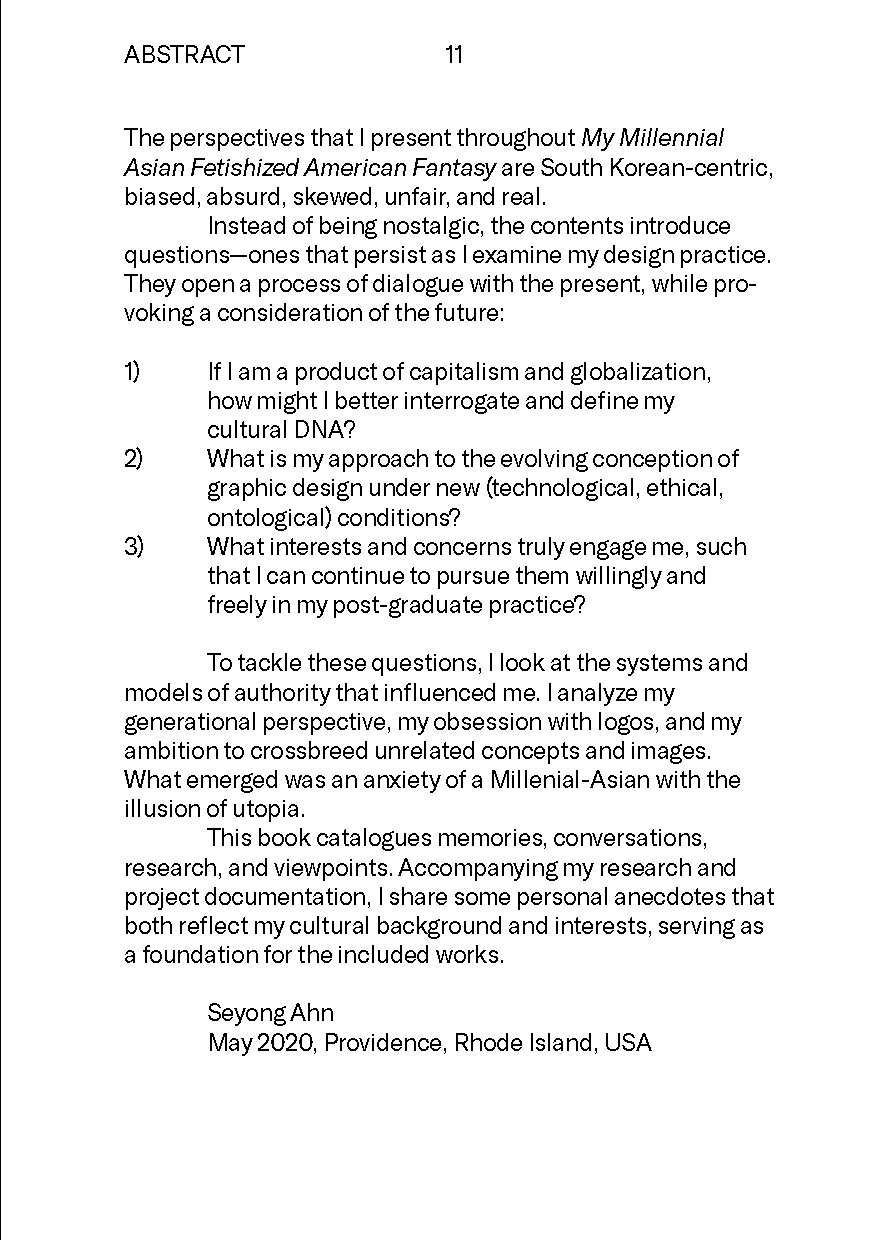 ABSTRACT 11
The perspectives that I present throughout My Millennial
Asian Fetishized American Fantasy are South Korean-centric,
biased, absurd, skewed, unfair, and real.
Instead of being nostalgic, the contents introduce
questions—ones that persist as I examine my design practice.
They open a process of dialogue with the present, while pro-
voking a consideration of the future:
1) If I am a product of capitalism and globalization,
how might I better interrogate and define my
cultural DNA?
2) What is my approach to the evolving conception of
graphic design under new (technological, ethical,
ontological) conditions?
3) What interests and concerns truly engage me, such
that I can continue to pursue them willingly and
freely in my post-graduate practice?
To tackle these questions, I look at the systems and
models of authority that influenced me. I analyze my
generational perspective, my obsession with logos, and my
ambition to crossbreed unrelated concepts and images.
What emerged was an anxiety of a Millenial-Asian with the
illusion of utopia.
This book catalogues memories, conversations,
research, and viewpoints. Accompanying my research and
project documentation, I share some personal anecdotes that
both reflect my cultural background and interests, serving as
a foundation for the included works.
Seyong Ahn
May 2020, Providence, Rhode Island, USA